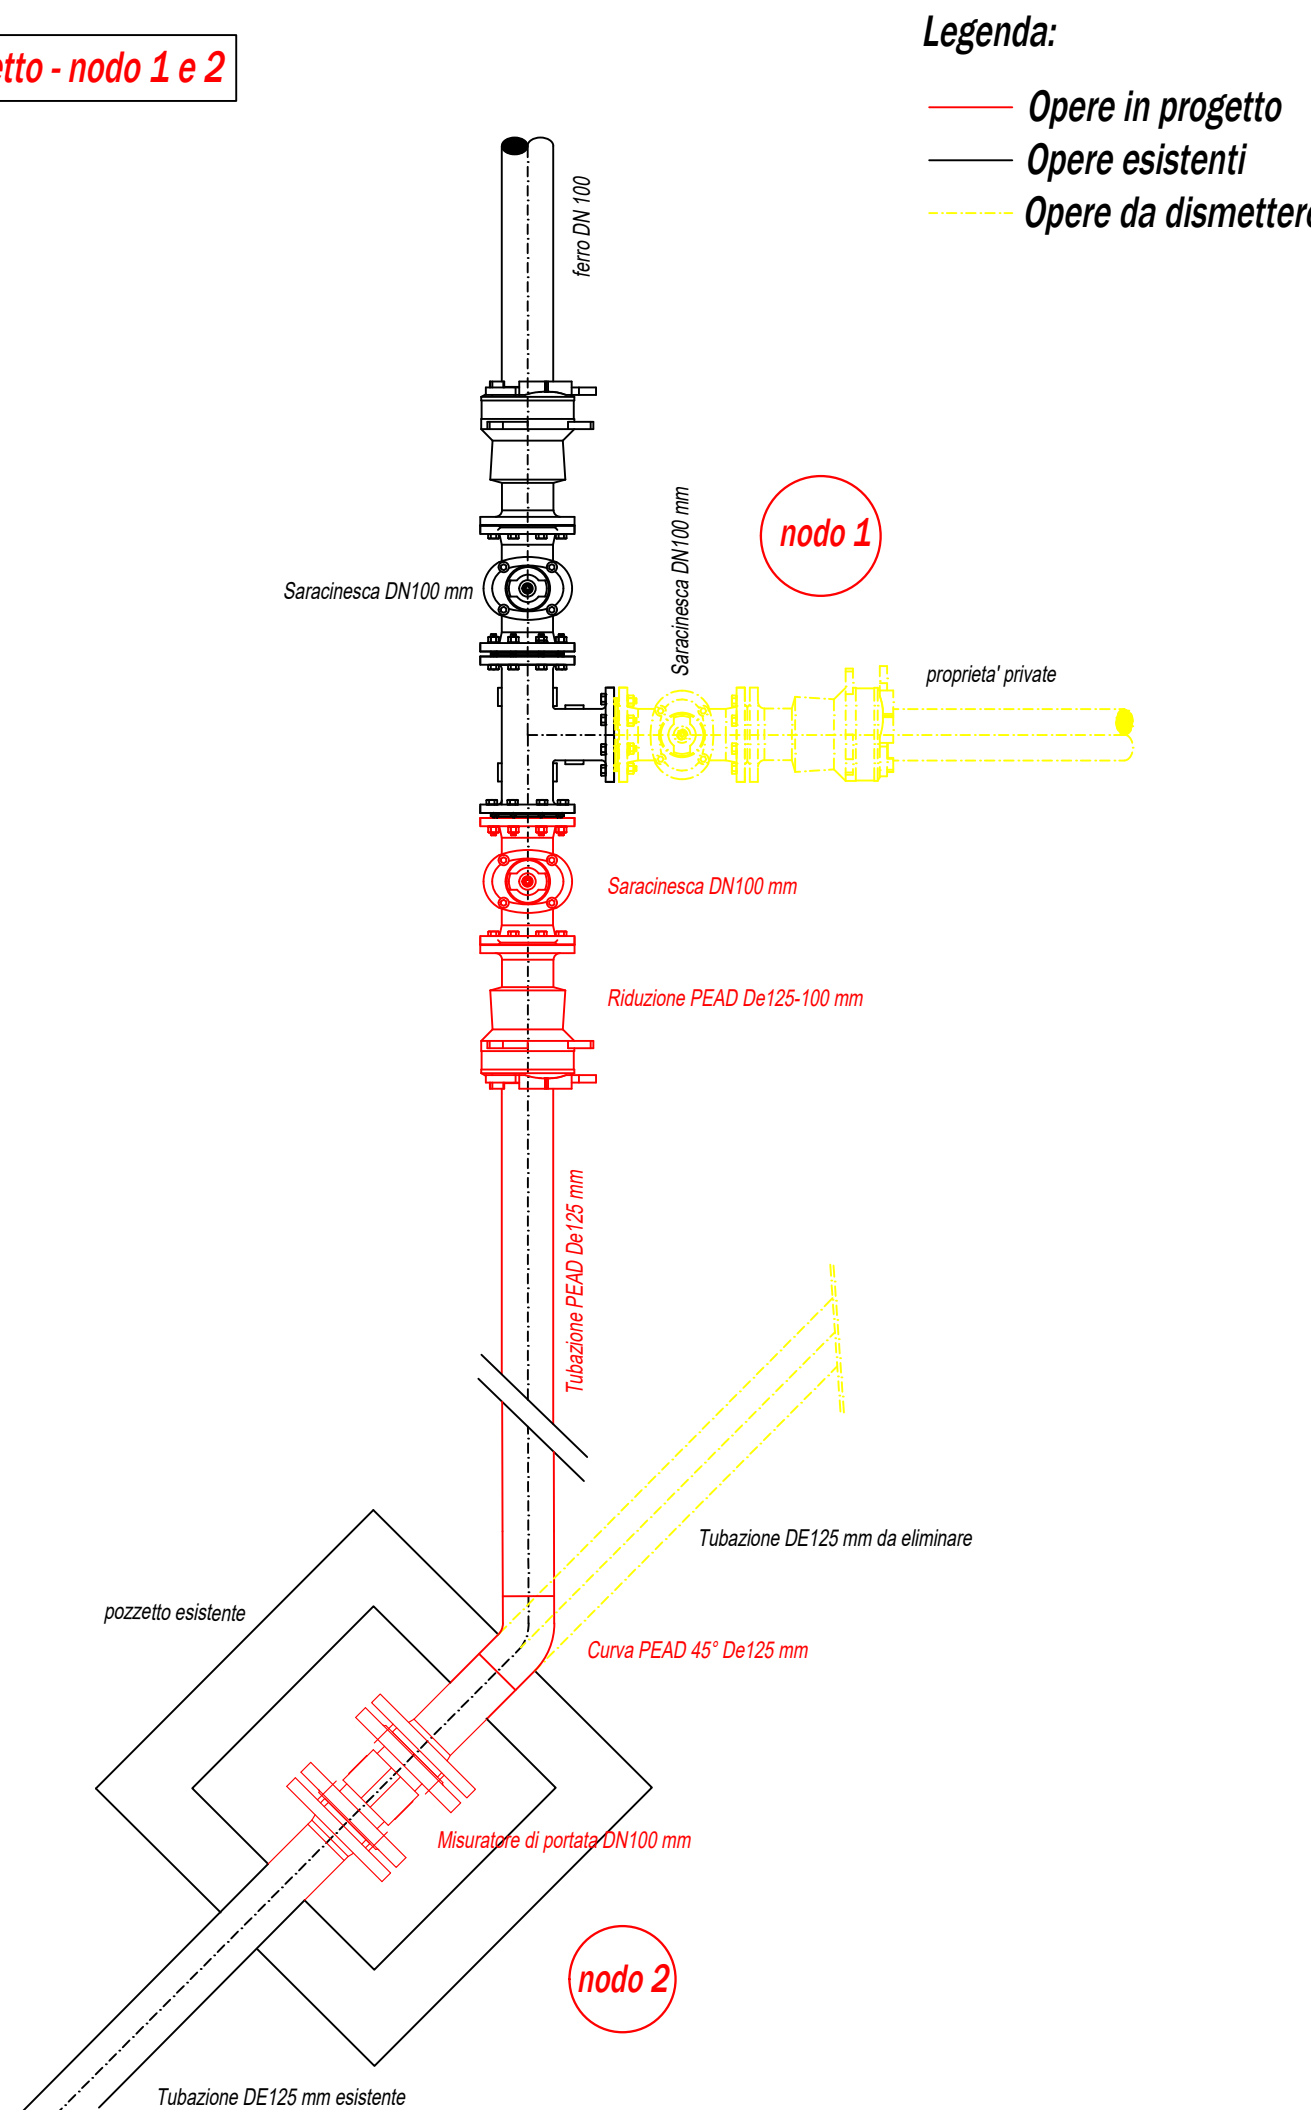 Legenda:
nodo 1 e 2
Opere in progetto
Opere esistenti
Opere da
ferro DN 100
Saracinesca DN100 mm
nodo 1
Saracinesca DN100 mm
proprieta' private
Saracinesca DN100 mm
Riduzione PEAD De125-100 mm
Tubazione PEAD De125 mm
Tubazione DE125 mm da eliminare
pozzetto esistente
Curva PEAD 45° De125 mm
Misuratore di portata DN100 mm
nodo 2
Tubazione DE125 mm esistente